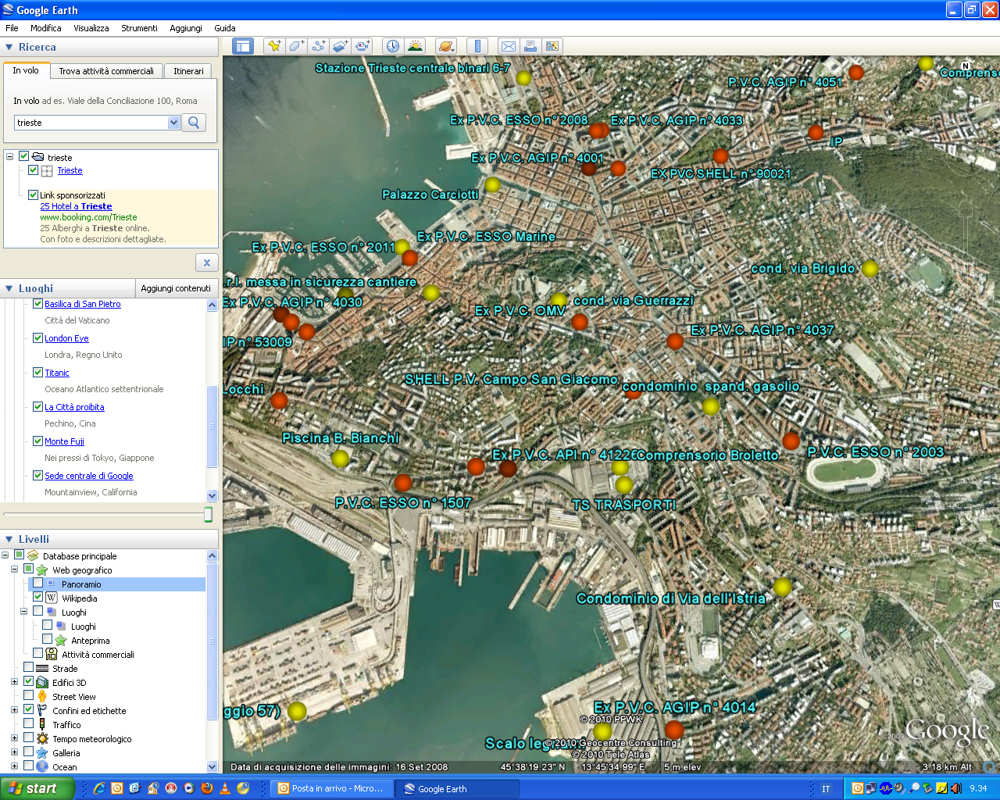 Google Earth
File Modifica Visualizza Strumenti Aggiungi Guida
Ricerca
In volo Trova attività commerciali Itinerari
In volo ad es. Viale della Conciliazione 100, Roma
trieste
trieste
Trieste
Link sponsorizzati
25 Hotel a Trieste
www.booking.com/Trieste
25 Alberghi a Trieste online.
Con foto e descrizioni dettagliate.
Luoghi
Aggiungi contenuti
Basilica di San Pietro
Città del Vaticano
London Eye
Londra, Regno Unito
Titanic
Oceano Atlantico settentrionale
La Città proibita
Pechino, Cina
Monte Fuji
Nei pressi di Tokyo, Giappone
Sede centrale di Google
Mountainview, California
Livelli
Database principale
Web geografico
Panoramio
Wikipedia
Luoghi
Luoghi
Anteprima
Attività commerciali
Strade
Edifici 3D
Street View
Confini ed etichette
Traffico
Tempo meteorologico
Galleria
Ocean
Stazione Trieste centrale binari 6-7
N
P.V.C. AGIP n° 4051
Comprens
Ex P.V.C. ESSO n° 2008
Ex P.V.C. AGIP n° 4033
IP
Ex P.V.C. AGIP n° 4001
EX PVC SHELL n° 90021
Palazzo Carciotti
Ex P.V.C. ESSO Marine
Ex P.V.C. ESSO n° 2011
cond. via Brigido
.r.l. messa in sicurezza cantiere
Ex P.V.C. AGIP n° 4030
cond. via Guerrazzi
Ex P.V.C. OMV
Ex P.V.C. AGIP n° 4037
IP n° 53009
SHELL P.V. Campo San Giacomo
condominio spand. gasolio
Locchi
Piscina B. Bianchi
Ex P.V.C. API n° 41226
Comprensorio Broletto
P.V.C. ESSO n° 2003
P.V.C. ESSO n° 1507
TS TRASPORTI
Condominio di Via dell'Istria
W
ggio 57)
Ex P.V.C. AGIP n° 4014
© 2010 PPWK
Scalo leg
© 2010 Geocentre Consulting
© 2010 Tele Atlas
2009 Google
Data di acquisizione delle immagini: 16 Set 2008 45°38'19.23" N 13°45'34.99" E 5 m elev 3.18 km Alt
start
Posta in arrivo - Micro...
Google Earth
IT
9.34